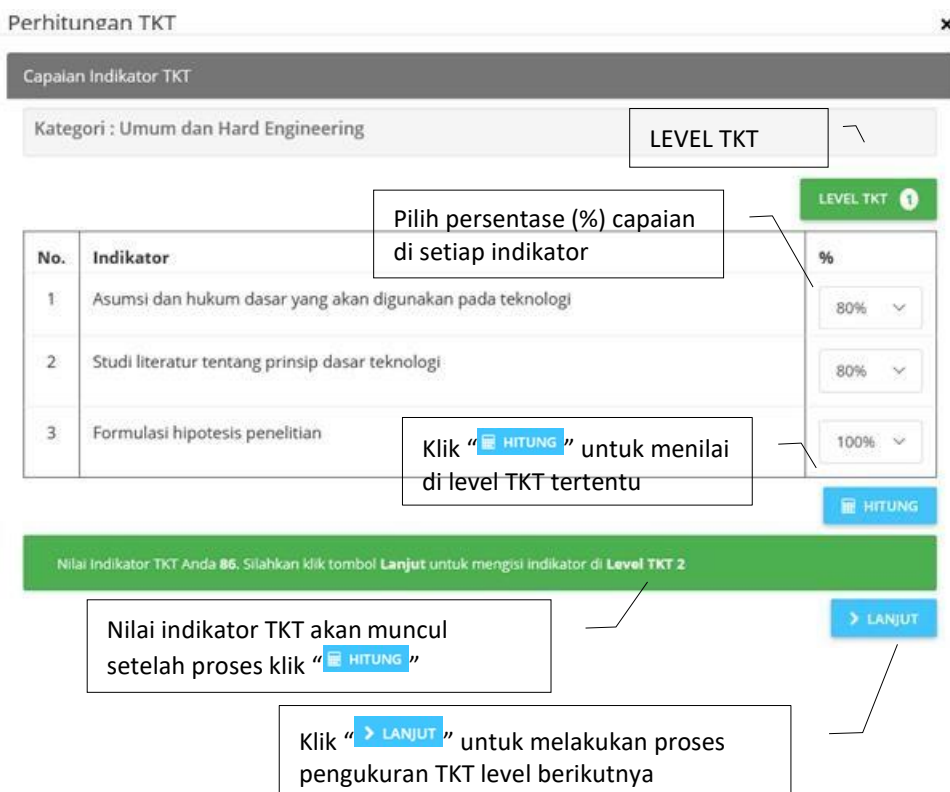 Perhitungan TKT
×
Capaian Indikator TKT
Kategori : Umum dan Hard Engineering
LEVEL TKT
LEVEL TKT 1
Pilih persentase (%) capaian
di setiap indikator
No. Indikator %
1 Asumsi dan hukum dasar yang akan digunakan pada teknologi 80%
2 Studi literatur tentang prinsip dasar teknologi 80%
3 Formulasi hipotesis penelitian 100%
Klik “HITUNG” untuk menilai
di level TKT tertentu
HITUNG
Nilai Indikator TKT Anda 86. Silahkan klik tombol Lanjut untuk mengisi indikator di Level TKT 2
Nilai indikator TKT akan muncul
setelah proses klik “HITUNG”
> LANJUT
Klik “> LANJUT” untuk melakukan proses
pengukuran TKT level berikutnya